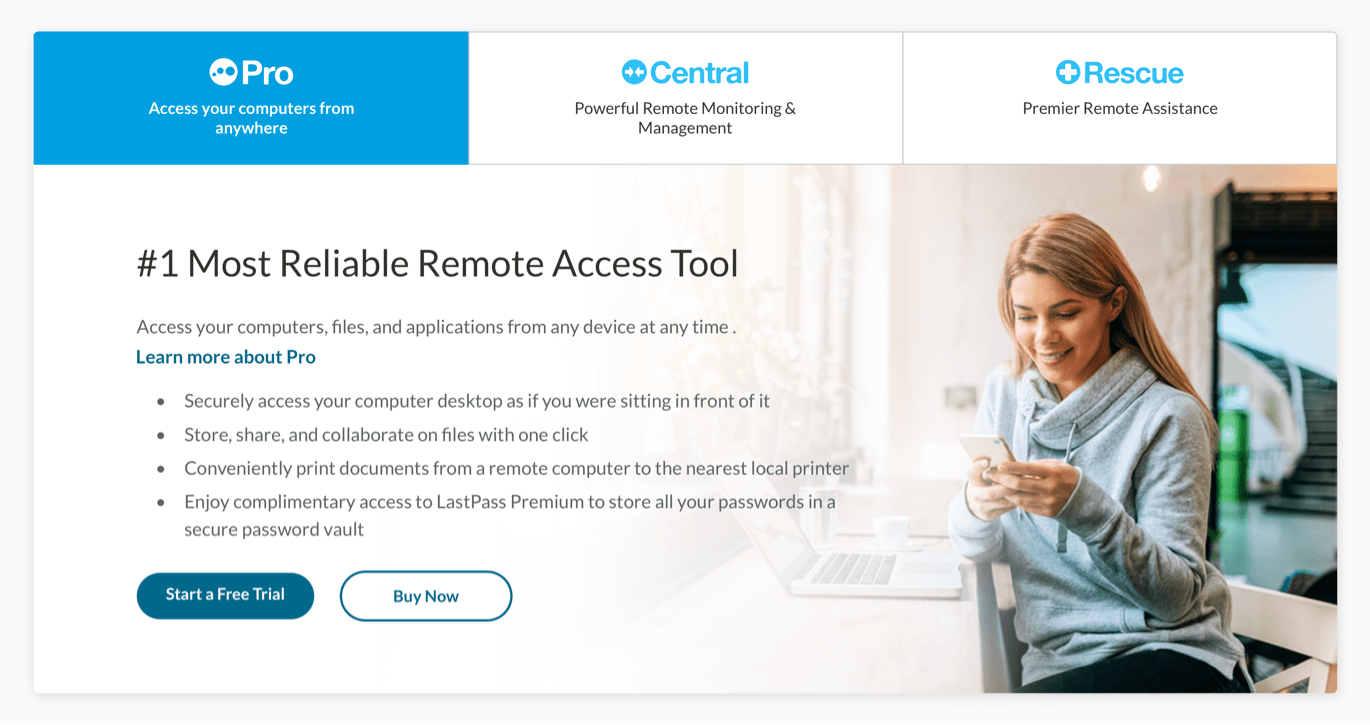 Pro
Access your computers from
anywhere
Central
Powerful Remote Monitoring &
Management
Rescue
Premier Remote Assistance
#1 Most Reliable Remote Access Tool
Access your computers, files, and applications from any device at any time .
Learn more about Pro
• Securely access your computer desktop as if you were sitting in front of it
• Store, share, and collaborate on files with one click
• Conveniently print documents from a remote computer to the nearest local printer
• Enjoy complimentary access to LastPass Premium to store all your passwords in a
secure password vault
Start a Free Trial
Buy Now